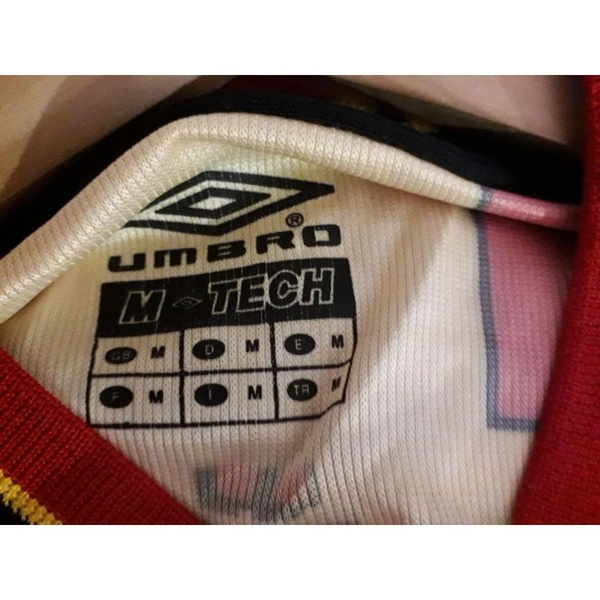 ®
UMBRO
M TECH
GB M D M E M
F M I M TR M